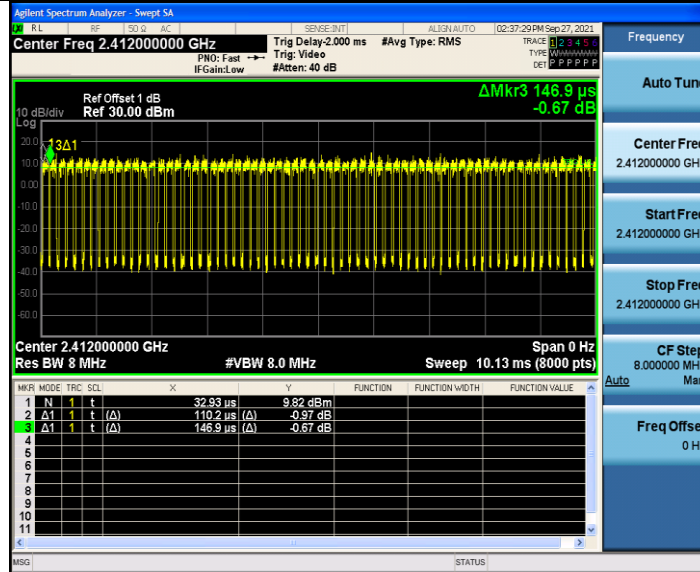 Agilent Spectrum Analyzer - Swept SA
RL RF 50 Ω AC SENSE:INT ALIGN AUTO 02:37:29 PM Sep 27, 2021
Center Freq 2.412000000 GHz
PNO: Fast
IFGain:Low
Trig Delay-2.000 ms
Trig: Video
#Atten: 40 dB
#Avg Type: RMS
TRACE 1 2 3 4 5 6
TYPE W
DET P P P P P P
ΔMkr3 146.9 µs
-0.67 dB
Ref Offset 1 dB
10 dB/div Ref 30.00 dBm
Log
20.0
10.0
0.00
-10.0
-20.0
-30.0
-40.0
-50.0
-60.0
3Δ1
Center 2.412000000 GHz Span 0 Hz
Res BW 8 MHz #VBW 8.0 MHz Sweep 10.13 ms (8000 pts)
MKR MODE TRC SCL X Y FUNCTION FUNCTION WIDTH FUNCTION VALUE
1 N 1 t 32.93 µs 9.82 dBm
2 Δ1 1 t (Δ) 110.2 µs (Δ) -0.97 dB
3 Δ1 1 t (Δ) 146.9 µs (Δ) -0.67 dB
4
5
6
7
8
9
10
11
MSG STATUS
Frequency
Auto Tun
Center Fre
2.412000000 GH
Start Fre
2.412000000 GH
Stop Fre
2.412000000 GH
CF Ste
8.000000 MH
Auto Ma
Freq Offse
0 H